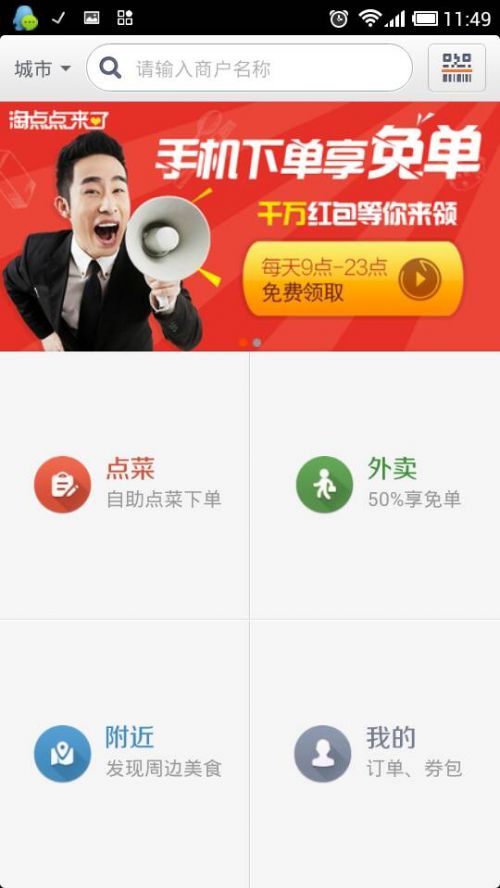 11:49
城市
请输入商户名称
淘点点来了
手机下单享免单
千万红包等你来领
每天9点-23点
免费领取
点菜
自助点菜下单
外卖
50%享免单
附近
发现周边美食
我的
订单、券包